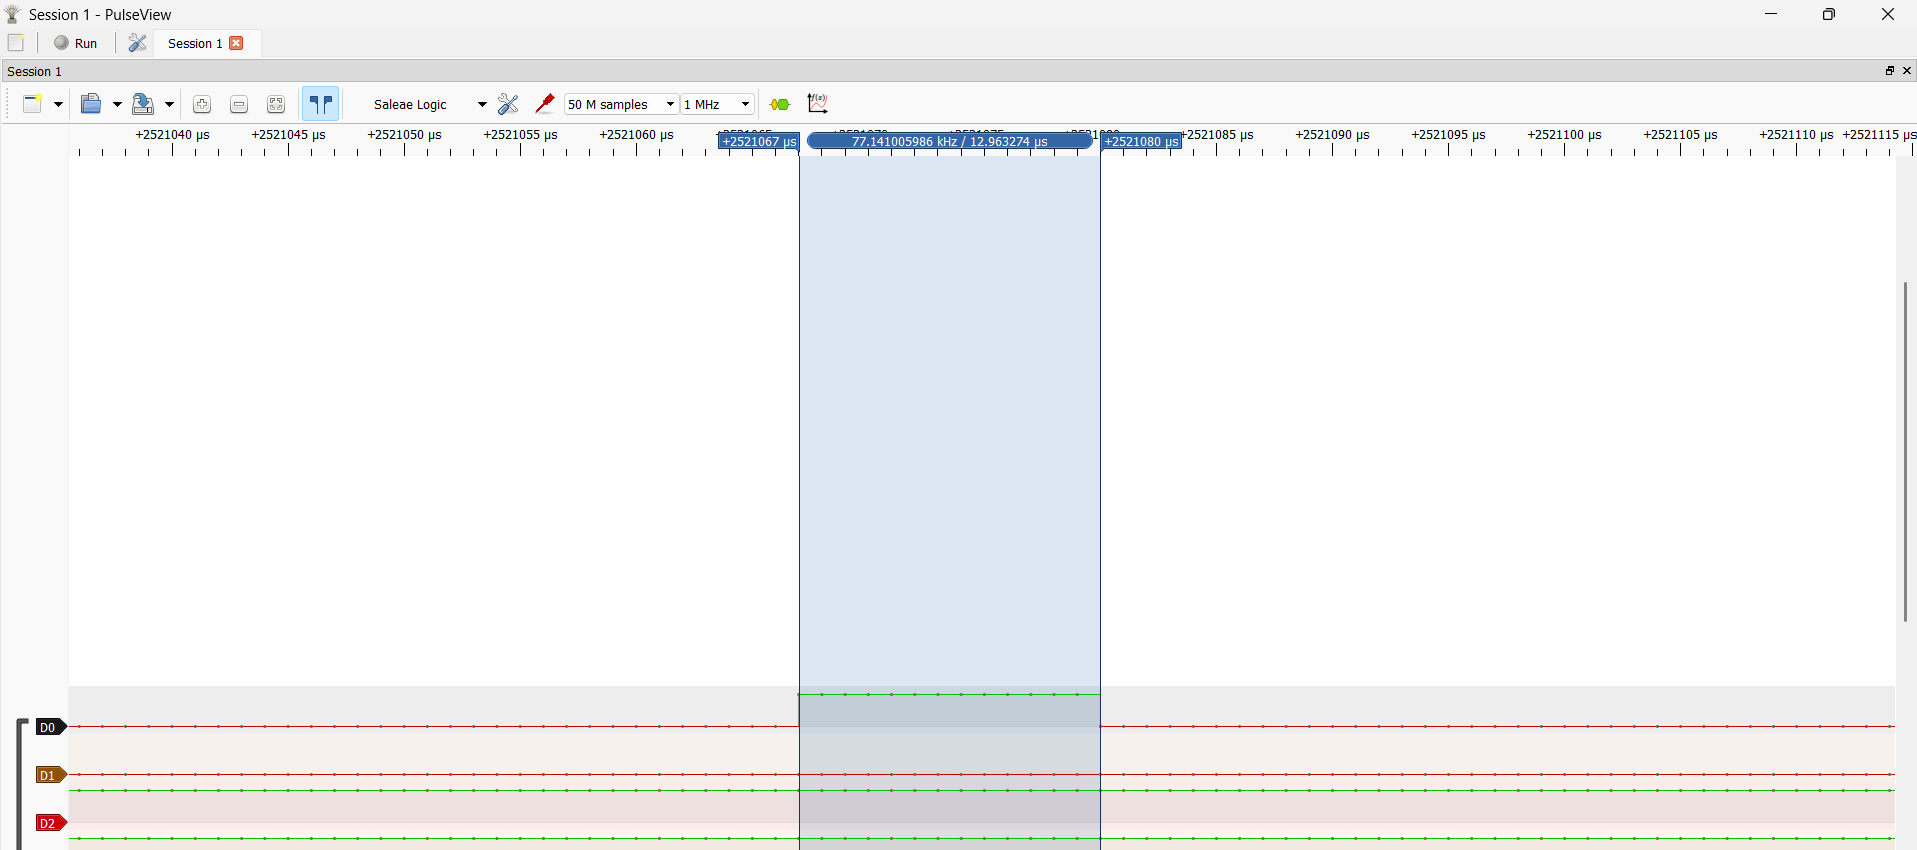 Session 1 - PulseView
Run
Session 1
Session 1
Saleae Logic
50 M samples
1 MHz
f(x)
+2521040 µs +2521045 µs +2521050 µs +2521055 µs +2521060 µs +2521085 µs +2521090 µs +2521095 µs +2521100 µs +2521105 µs +2521110 µs +2521115 µs
+2521067 µs 77.141005986 kHz / 12.963274 µs +2521080 µs
D0
D1
D2